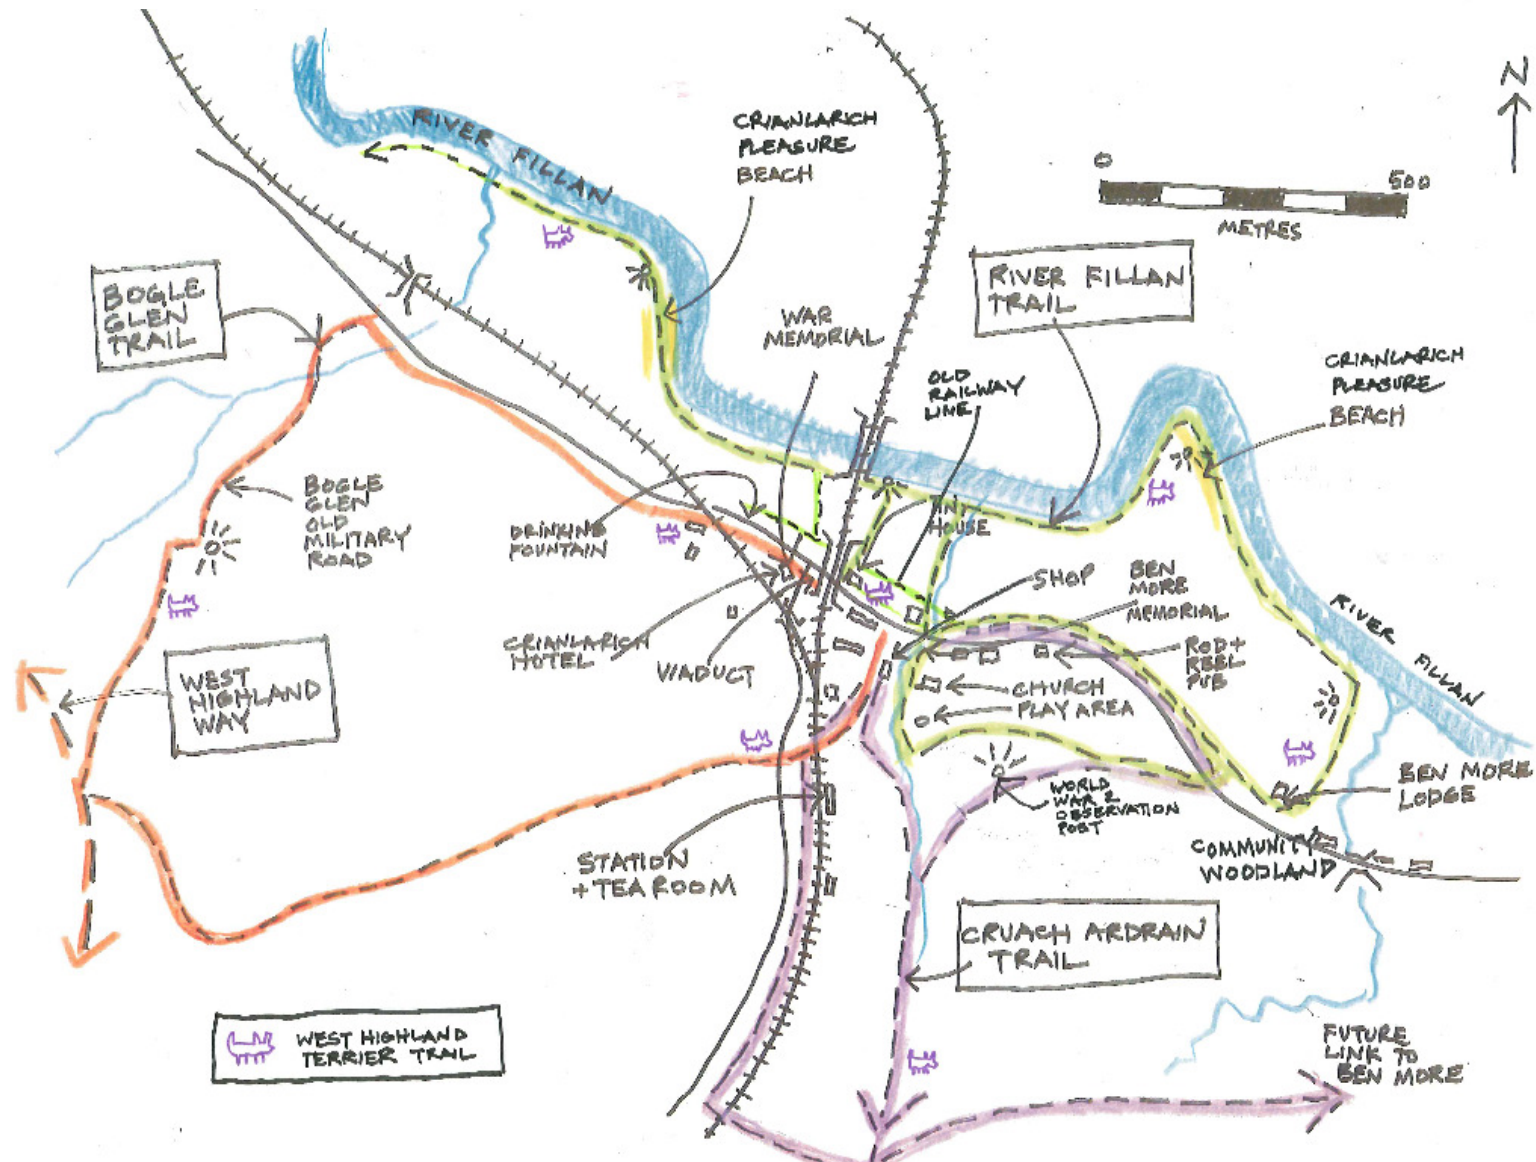 N
0
500
METRES
RIVER FILLAN
CRIANLARICH
PLEASURE
BEACH
BOGLE
GLEN
TRAIL
RIVER FILLAN
TRAIL
WAR
MEMORIAL
OLD
RAILWAY
LINE
CRIANLARICH
PLEASURE
BEACH
BOGLE
GLEN
OLD
MILITARY
ROAD
DRINKING
FOUNTAIN
HOUSE
SHOP
BEN
MORE
MEMORIAL
RIVER FILLAN
CRIANLARICH
HOTEL
VIADUCT
ROD +
REEL
PUB
CHURCH
PLAY AREA
WEST
HIGHLAND
WAY
BEN MORE
LODGE
WORLD
WAR 2
OBSERVATION
POST
STATION
+ TEA ROOM
COMMUNITY
WOODLAND
CRUACH ARDRAIN
TRAIL
WEST HIGHLAND
TERRIER TRAIL
FUTURE
LINK TO
BEN MORE